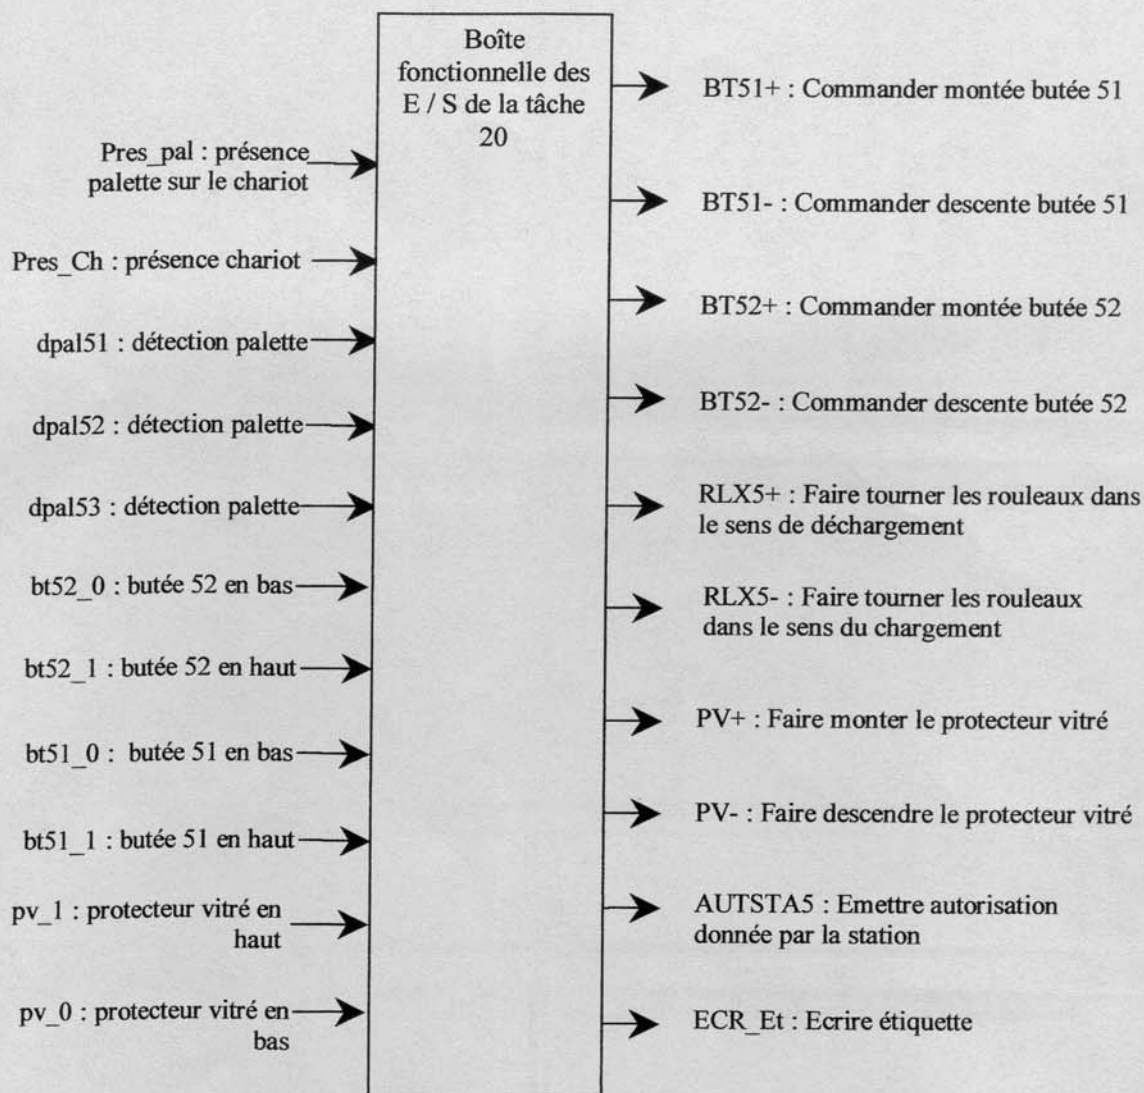 Boîte
fonctionnelle des
E / S de la tâche
20
Pres_pal : présence
palette sur le chariot
Pres_Ch : présence chariot
dpal51 : détection palette
dpal52 : détection palette
dpal53 : détection palette
bt52_0 : butée 52 en bas
bt52_1 : butée 52 en haut
bt51_0 : butée 51 en bas
bt51_1 : butée 51 en haut
pv_1 : protecteur vitré en
haut
pv_0 : protecteur vitré en
bas
BT51+ : Commander montée butée 51
BT51- : Commander descente butée 51
BT52+ : Commander montée butée 52
BT52- : Commander descente butée 52
RLX5+ : Faire tourner les rouleaux dans
le sens de déchargement
RLX5- : Faire tourner les rouleaux
dans le sens du chargement
PV+ : Faire monter le protecteur vitré
PV- : Faire descendre le protecteur vitré
AUTSTA5 : Emettre autorisation
donnée par la station
ECR_Et : Ecrire étiquette